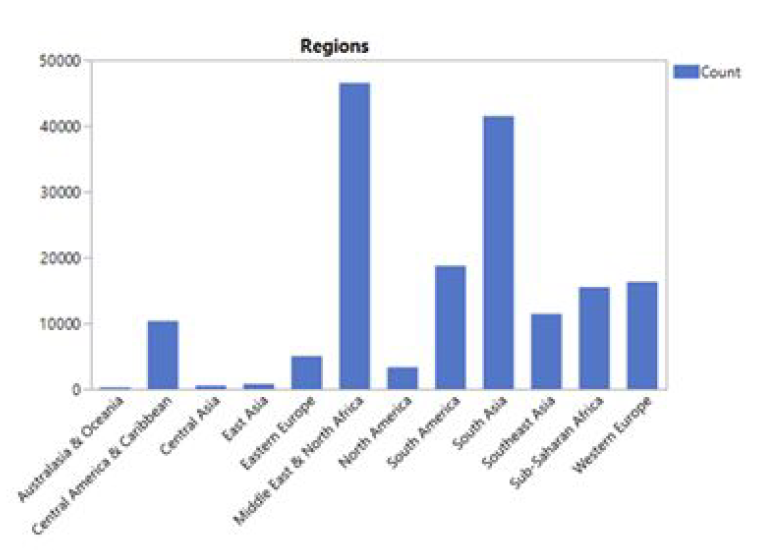 Regions
50000
40000
30000
20000
10000
0
Count
Australasia & Oceania
Central America & Caribbean
Central Asia
East Asia
Eastern Europe
Middle East & North Africa
North America
South America
South Asia
Southeast Asia
Sub-Saharan Africa
Western Europe